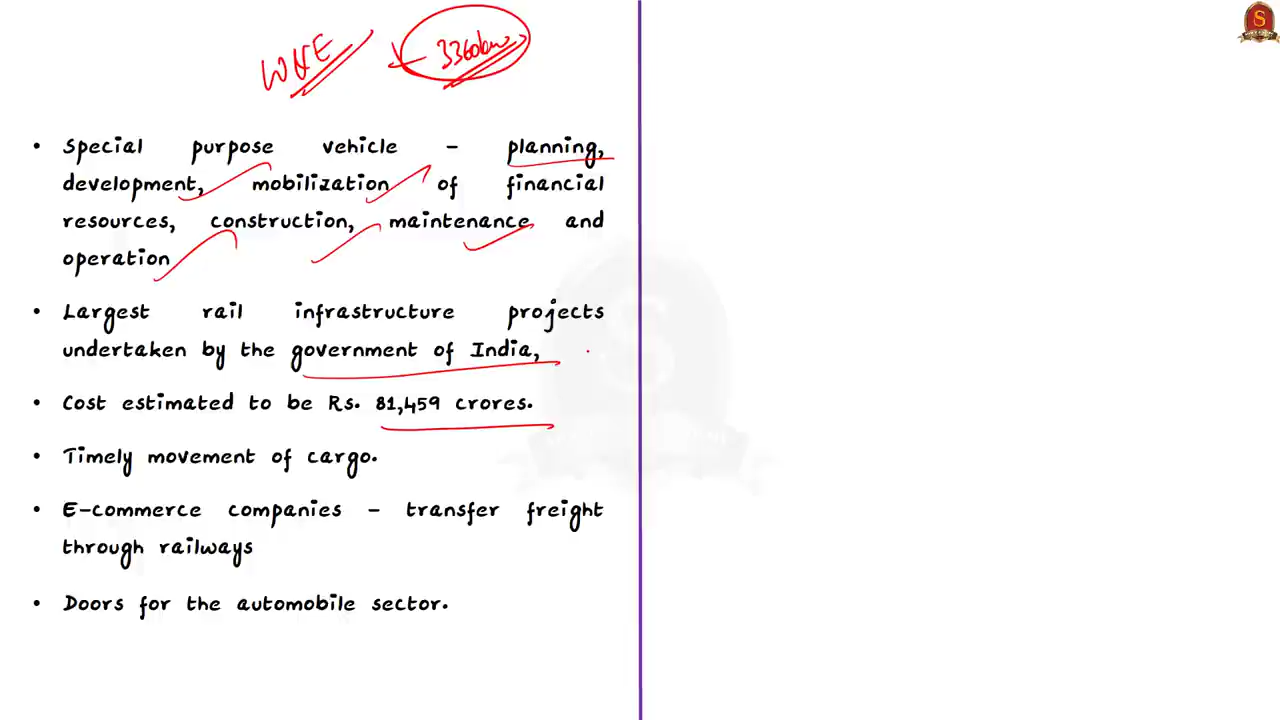 W&E
3360km
• Special purpose vehicle – planning,
development, mobilization of financial
resources, construction, maintenance and
operation
• Largest rail infrastructure projects
undertaken by the government of India,
• Cost estimated to be Rs. 81,459 crores.
• Timely movement of cargo.
• E-commerce companies – transfer freight
through railways
• Doors for the automobile sector.
S